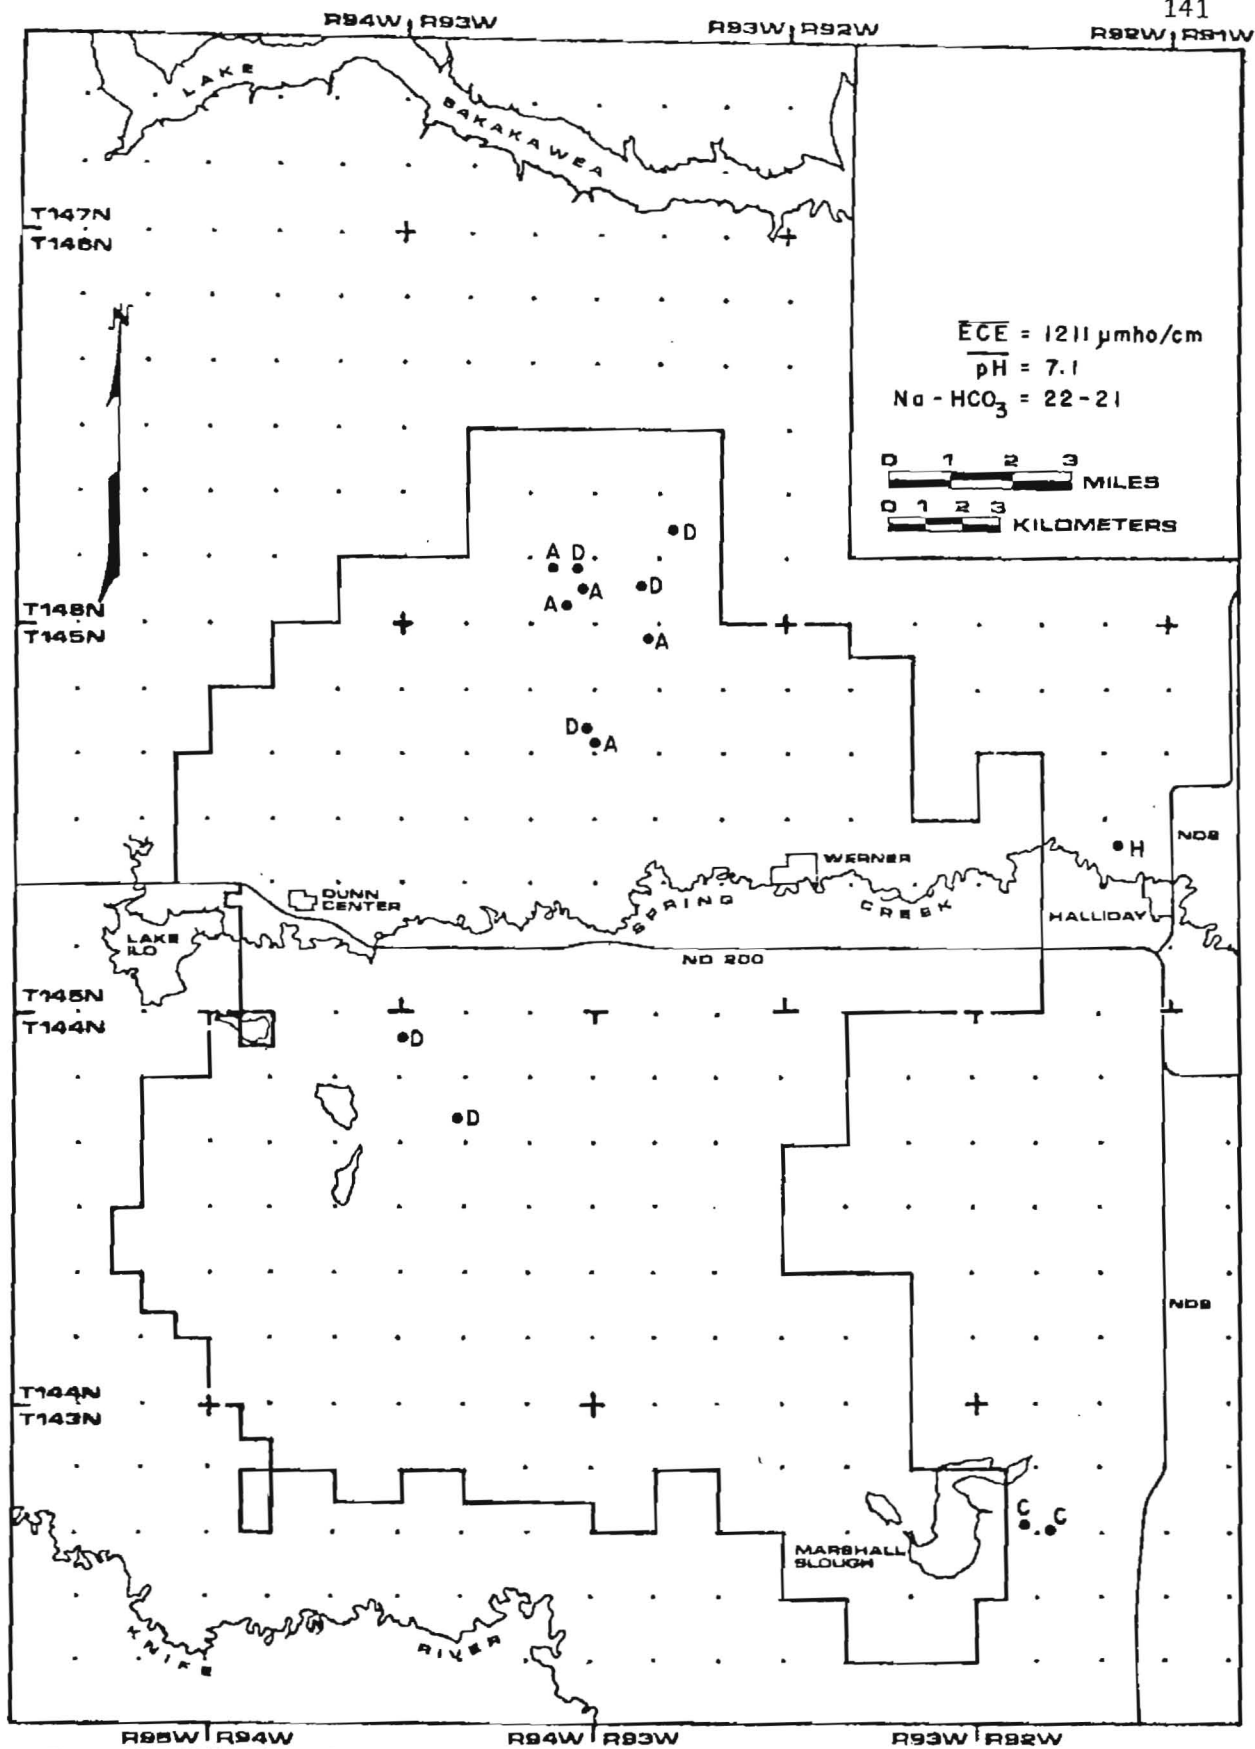 141
R94W R93W
R93W R92W
R92W R91W
LAKE
SAKAKAWEA
T147N
T146N
N
ECE = 1211 µmho/cm
pH = 7.1
Na - HCO3 = 22-21
0 1 2 3
MILES
0 1 2 3
KILOMETERS
D
A D
A
D
A
T146N
T145N
A
D
A
ND8
H
WERNER
DUNN
CENTER
SPRING
CREEK
HALLIDAY
LAKE
ILO
ND 200
T145N
T144N
D
D
ND8
T144N
T143N
C
C
MARSHALL
SLOUGH
KNIFE
RIVER
R95W R94W
R94W R93W
R93W R92W